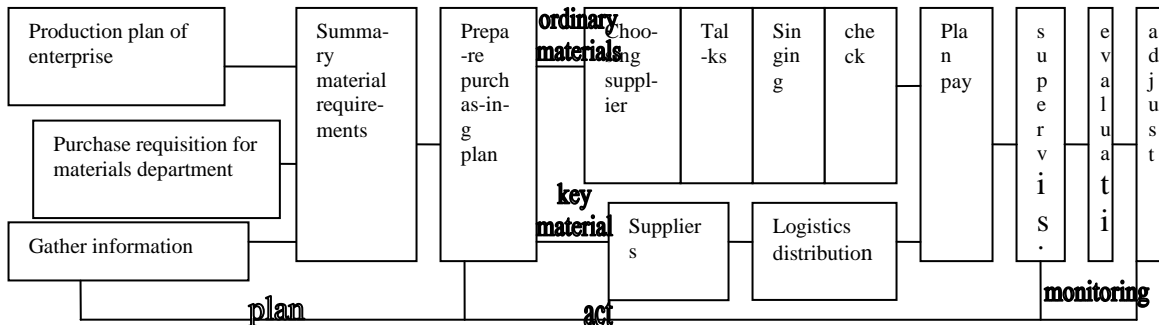 Production plan of
enterprise
Purchase requisition for
materials department
Gather information
Summa-
ry
material
require-
ments
Prepa-
-re
purch
as-in-
g
plan
ordinary
materials
key
material
Choo-
sing
suppl-
ier
Tal
-ks
Sin
gin
g
che
ck
Supplier
s
Logistics
distribution
Pla
n
pay
s
u
p
e
r
v
i
s
.
e
v
a
l
u
a
t
i
a
d
j
u
s
t
plan
act
monitoring